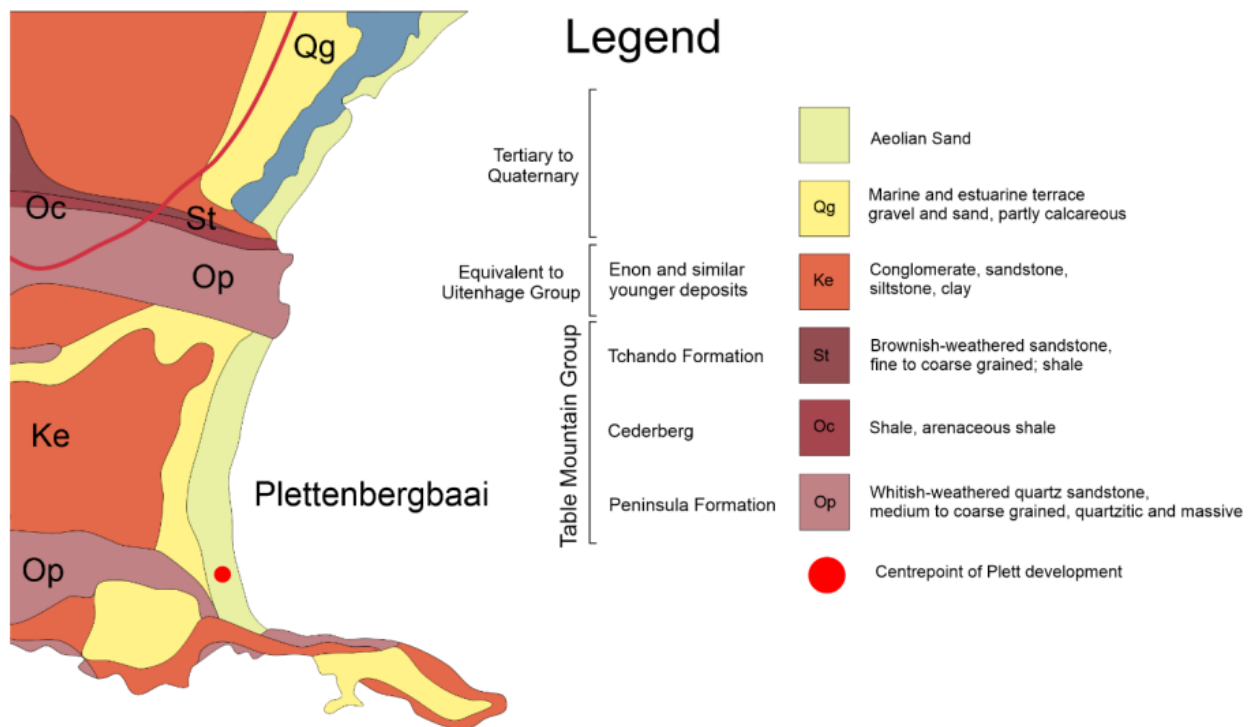 Legend
Qg
Oc
St
Op
Ke
Plettenbergbaai
Op
Tertiary to
Quaternary
Aeolian Sand
Qg
Marine and estuarine terrace
gravel and sand, partly calcareous
Equivalent to
Uitenhage Group
Enon and similar
younger deposits
Ke
Conglomerate, sandstone,
siltstone, clay
Table Mountain Group
Tchando Formation
St
Brownish-weathered sandstone,
fine to coarse grained; shale
Cederberg
Oc
Shale, arenaceous shale
Peninsula Formation
Op
Whitish-weathered quartz sandstone,
medium to coarse grained, quartzitic and massive
Centrepoint of Plett development